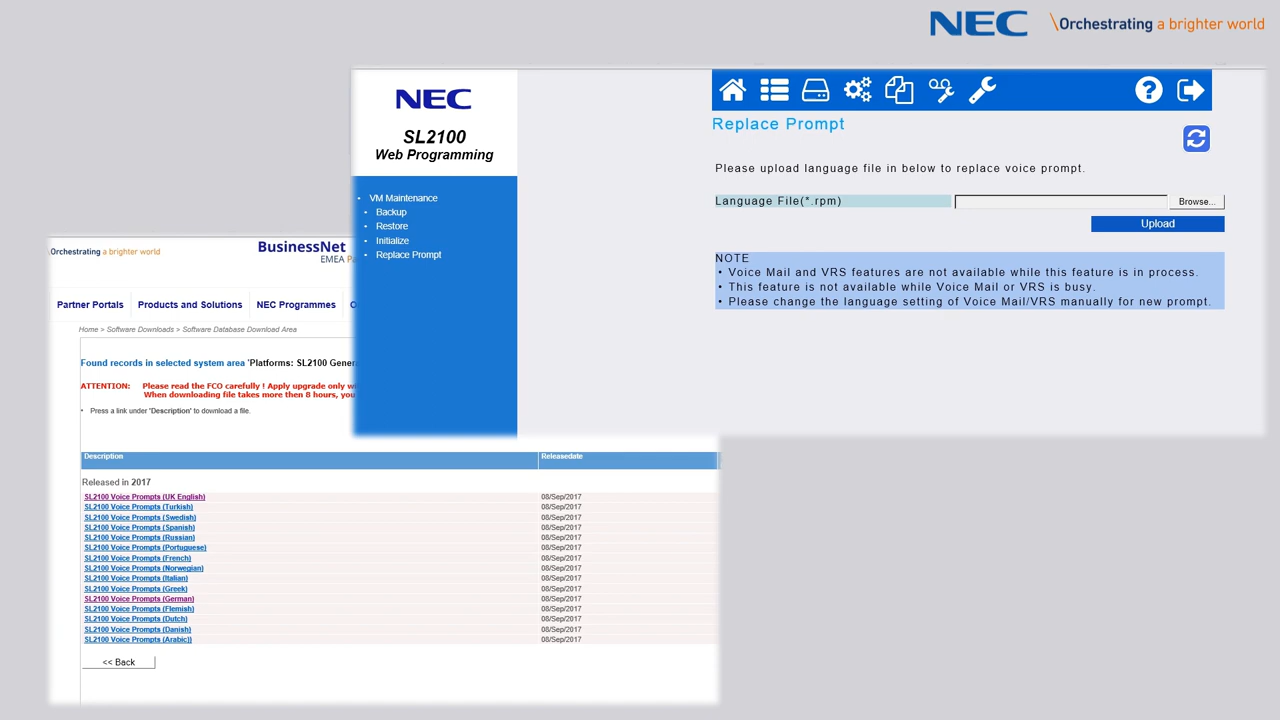 NEC \Orchestrating a brighter world
NEC
SL2100
Web Programming
• VM Maintenance
• Backup
• Restore
• Initialize
• Replace Prompt
Replace Prompt
Please upload language file in below to replace voice prompt.
Language File(*.rpm)
Browse...
Upload
NOTE
• Voice Mail and VRS features are not available while this feature is in process.
• This feature is not available while Voice Mail or VRS is busy.
• Please change the language setting of Voice Mail/VRS manually for new prompt.
Orchestrating a brighter world
BusinessNet
EMEA
Partner Portals
Products and Solutions
NEC Programmes
Home > Software Downloads > Software Database Download Area
Found records in selected system area 'Platforms: SL2100 Gener
ATTENTION: Please read the FCO carefully ! Apply upgrade only
When downloading file takes more then 8 hours, you
• Press a link under 'Description' to download a file.
Description Releasedate
Released in 2017
SL2100 Voice Prompts (UK English) 08/Sep/2017
SL2100 Voice Prompts (Turkish) 08/Sep/2017
SL2100 Voice Prompts (Swedish) 08/Sep/2017
SL2100 Voice Prompts (Spanish) 08/Sep/2017
SL2100 Voice Prompts (Russian) 08/Sep/2017
SL2100 Voice Prompts (Portuguese) 08/Sep/2017
SL2100 Voice Prompts (French) 08/Sep/2017
SL2100 Voice Prompts (Norwegian) 08/Sep/2017
SL2100 Voice Prompts (Italian) 08/Sep/2017
SL2100 Voice Prompts (Greek) 08/Sep/2017
SL2100 Voice Prompts (German) 08/Sep/2017
SL2100 Voice Prompts (Flemish) 08/Sep/2017
SL2100 Voice Prompts (Dutch) 08/Sep/2017
SL2100 Voice Prompts (Danish) 08/Sep/2017
SL2100 Voice Prompts (Arabic)) 08/Sep/2017
<< Back